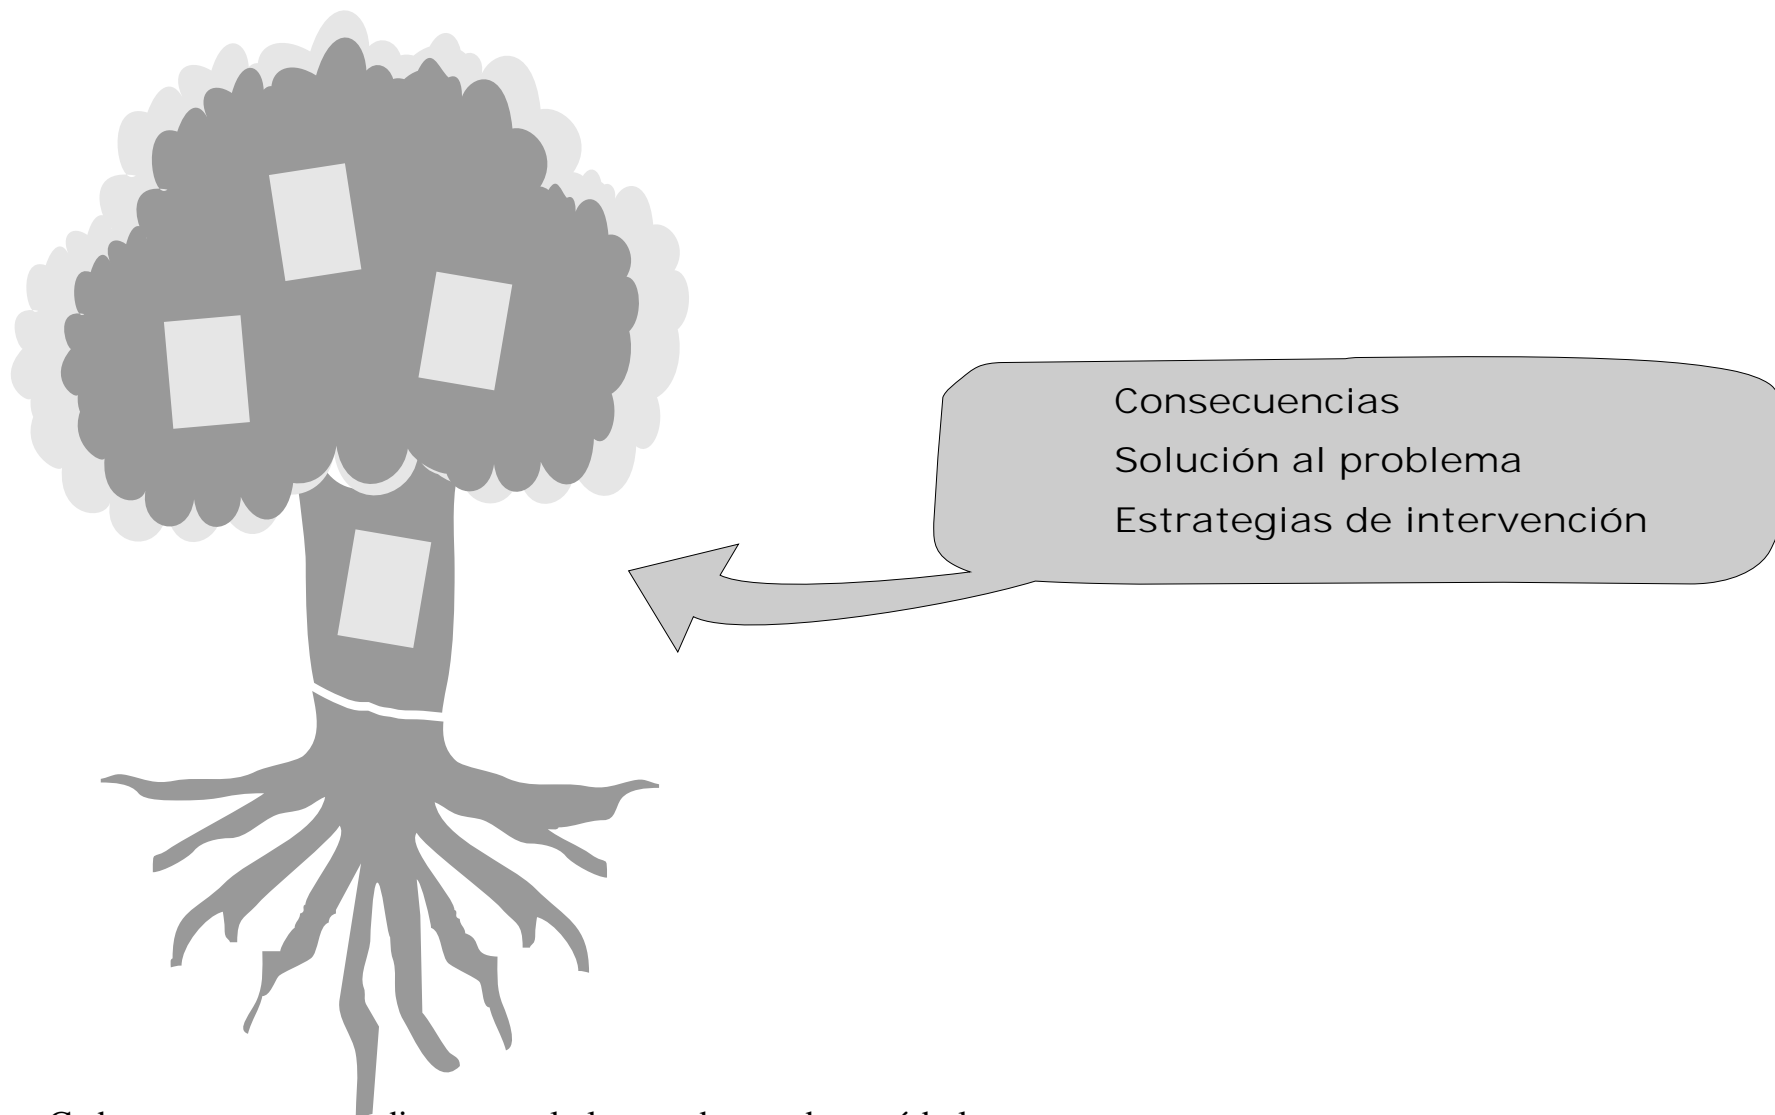 Consecuencias
Solución al problema
Estrategias de intervención